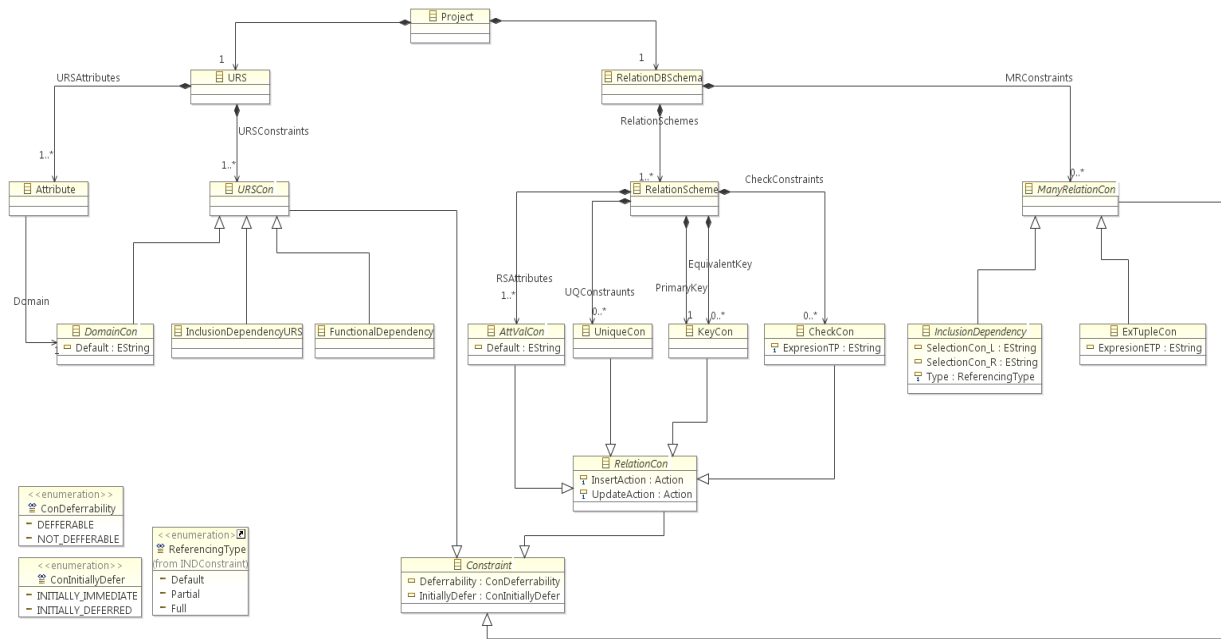 Project
1
1
URSAttributes
URS
RelationDBSchema
MRConstraints
URSConstraints
RelationSchemes
1..*
1..*
1..*
0..*
Attribute
URSCon
RelationScheme
CheckConstraints
ManyRelationCon
EquivalentKey
RSAttributes
PrimaryKey
UQConstraunts
Domain
1..*
0..*
1
0..*
0..*
1
DomainCon
Default : EString
InclusionDependencyURS
FunctionalDependency
AttValCon
Default : EString
UniqueCon
KeyCon
CheckCon
ExpresionTP : EString
InclusionDependency
SelectionCon_L : EString
SelectionCon_R : EString
Type : ReferencingType
ExTupleCon
ExpresionETP : EString
RelationCon
InsertAction : Action
UpdateAction : Action
<<enumeration>>
ConDeferrability
DEFFERABLE
NOT_DEFFERABLE
<<enumeration>>
ReferencingType
(from INDConstraint)
Default
Partial
Full
<<enumeration>>
ConInitiallyDefer
INITIALLY_IMMEDIATE
INITIALLY_DEFERRED
Constraint
Deferrability : ConDeferrability
InitiallyDefer : ConInitiallyDefer